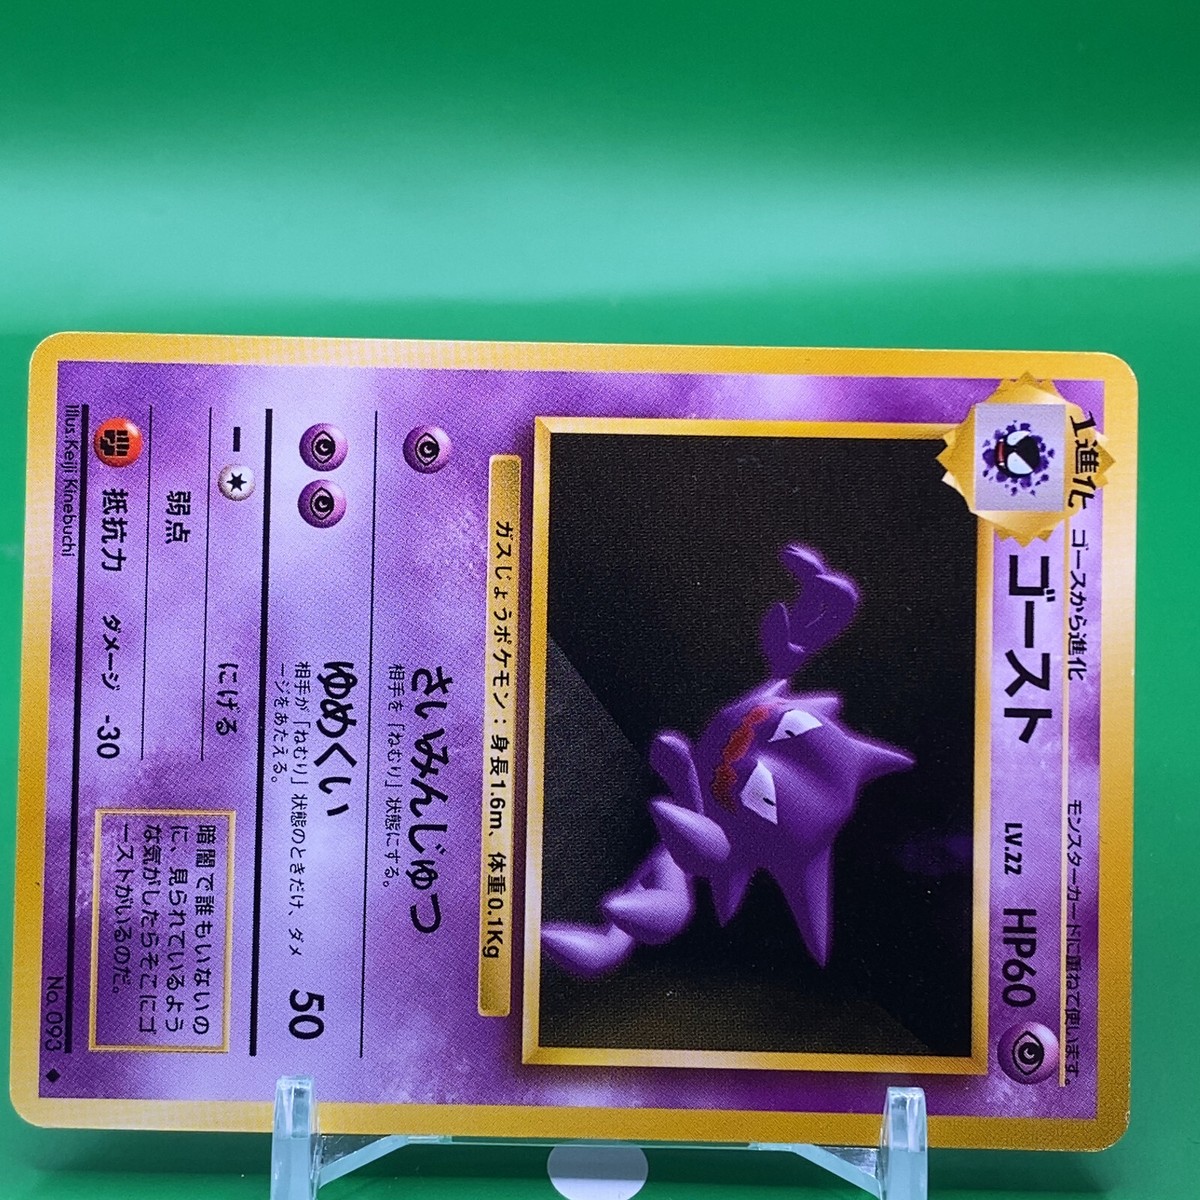 1進化 ゴースから進化 モンスターカードに重ねて使います。
ゴースト LV.22 HP60
ガスじょうポケモン：身長1.6m、体重0.1Kg
さいみんじゅつ
相手を「ねむり」状態にする。
ゆめくい 50
相手が「ねむり」状態のときだけ、ダメ
ージをあたえる。
にげる
弱点
抵抗力 ダメージ -30
暗闇で誰もいないの
に、見られているよう
な気がしたらそこにゴ
ーストがいるのだ。
Illus.Keiji Kinebuchi No.093